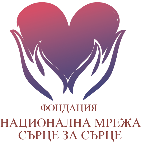 ФОНДАЦИЯ
НАЦИОНАЛНА МРЕЖА
СЪРЦЕ ЗА СЪРЦЕ